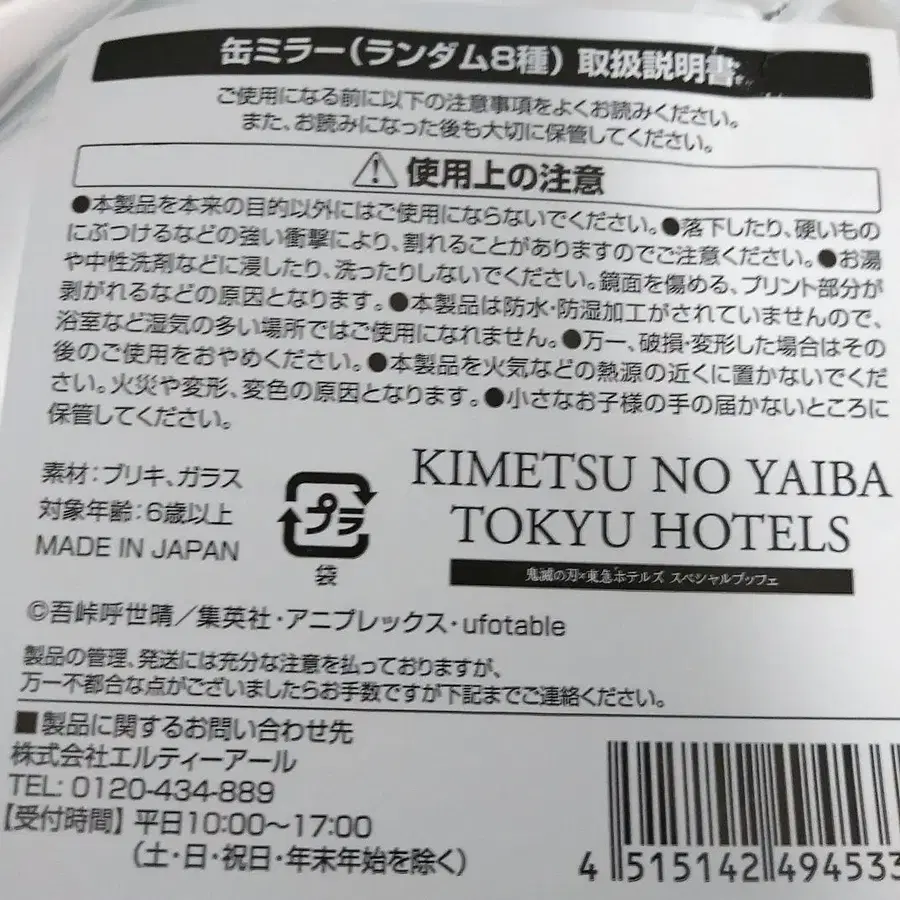 缶ミラー（ランダム8種）取扱説明書
ご使用になる前に以下の注意事項をよくお読みください。
また、お読みになった後も大切に保管してください。
使用上の注意
●本製品を本来の目的以外にはご使用にならないでください。●落下したり、硬いもの
にぶつけるなどの強い衝撃により、割れることがありますのでご注意ください。●お湯
や中性洗剤などに浸したり、洗ったりしないでください。鏡面を傷める、プリント部分が
剥がれるなどの原因となります。●本製品は防水・防湿加工がされていませんので、
浴室など湿気の多い場所ではご使用になれません。●万一、破損・変形した場合はその
後のご使用をおやめください。●本製品を火気などの熱源の近くに置かないでくだ
さい。火災や変形、変色の原因となります。●小さなお子様の手の届かないところに
保管してください。
素材：ブリキ、ガラス
対象年齢：6歳以上
MADE IN JAPAN
プラ
袋
KIMETSU NO YAIBA
TOKYU HOTELS
鬼滅の刃×東急ホテルズ スペシャルブッフェ
©吾峠呼世晴／集英社・アニプレックス・ufotable
製品の管理、発送には充分な注意を払っておりますが、
万一不都合な点がございましたらお手数ですが下記までご連絡ください。
■製品に関するお問い合わせ先
株式会社エルティーアール
TEL: 0120-434-889
【受付時間】平日10:00～17:00
（土・日・祝日・年末年始を除く）
4 515142 494533